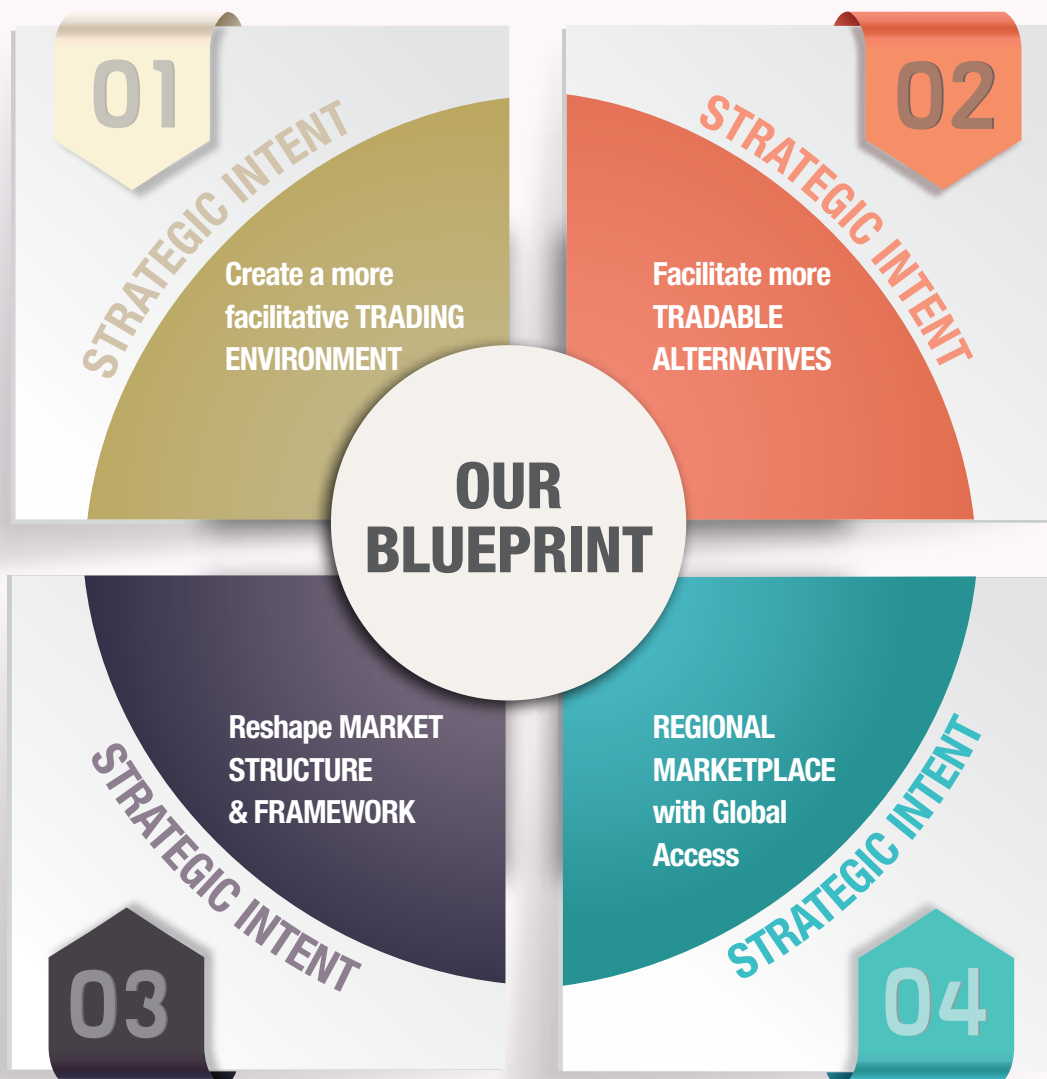 01
STRATEGIC INTENT
Create a more
facilitative TRADING
ENVIRONMENT
02
STRATEGIC INTENT
Facilitate more
TRADABLE
ALTERNATIVES
OUR
BLUEPRINT
Reshape MARKET
STRUCTURE
& FRAMEWORK
STRATEGIC INTENT
03
REGIONAL
MARKETPLACE
with Global
Access
STRATEGIC INTENT
04